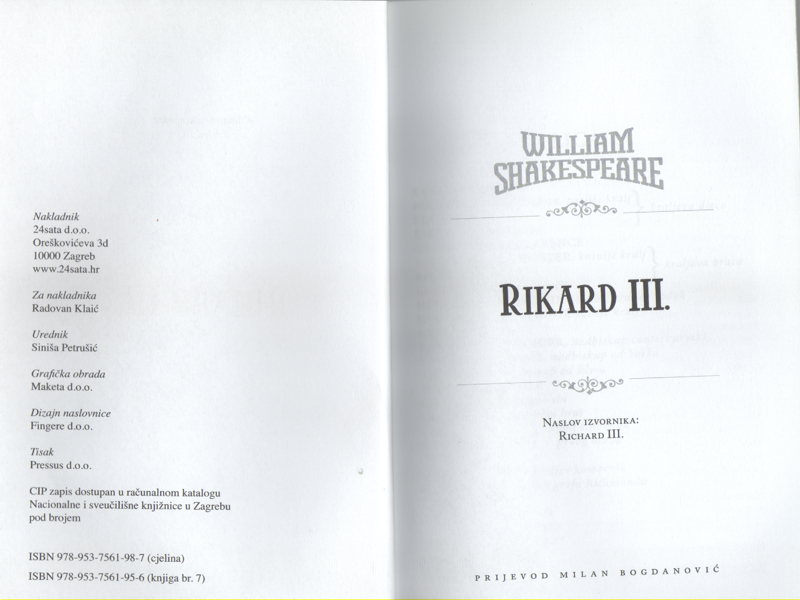 Nakladnik
24sata d.o.o.
Oreškovićeva 3d
10000 Zagreb
www.24sata.hr
Za nakladnika
Radovan Klaić
Urednik
Siniša Petrušić
Grafička obrada
Maketa d.o.o.
Dizajn naslovnice
Fingere d.o.o.
Tisak
Pressus d.o.o.
CIP zapis dostupan u računalnom katalogu
Nacionalne i sveučilišne knjižnice u Zagrebu
pod brojem
ISBN 978-953-7561-98-7 (cjelina)
ISBN 978-953-7561-95-6 (knjiga br. 7)
WILLIAM
SHAKESPEARE
RIKARD III.
NASLOV IZVORNIKA:
RICHARD III.
PRIJEVOD MILAN BOGDANOVIĆ